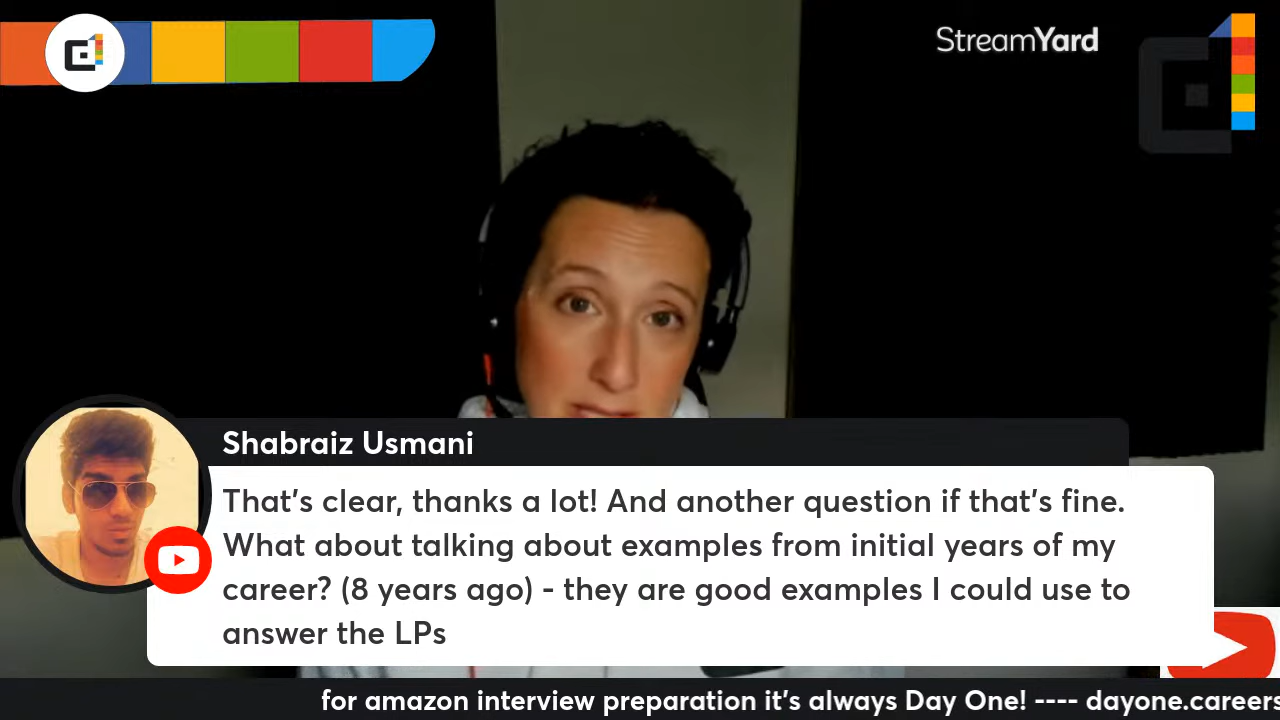 StreamYard
Shabraiz Usmani
That's clear, thanks a lot! And another question if that's fine.
What about talking about examples from initial years of my
career? (8 years ago) - they are good examples I could use to
answer the LPs
for amazon interview preparation it's always Day One! ---- dayone.careers